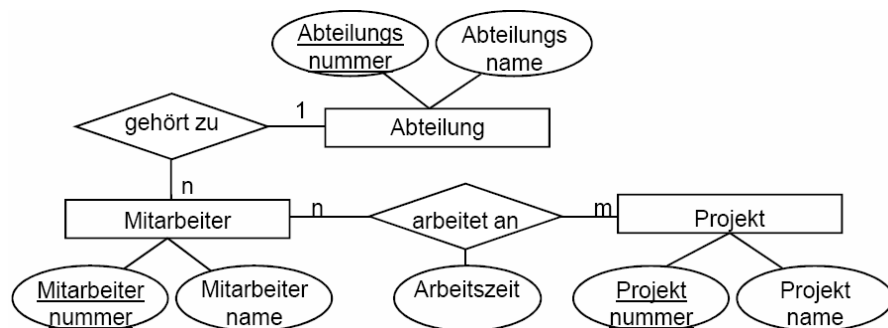 Abteilungs
nummer
Abteilungs
name
gehört zu
1
Abteilung
n
Mitarbeiter
n
arbeitet an
m
Projekt
Mitarbeiter
nummer
Mitarbeiter
name
Arbeitszeit
Projekt
nummer
Projekt
name